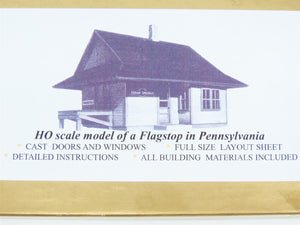 HO scale model of a Flagstop in Pennsylvania
* CAST DOORS AND WINDOWS * FULL SIZE LAYOUT SHEET
* DETAILED INSTRUCTIONS * ALL BUILDING MATERIALS INCLUDED